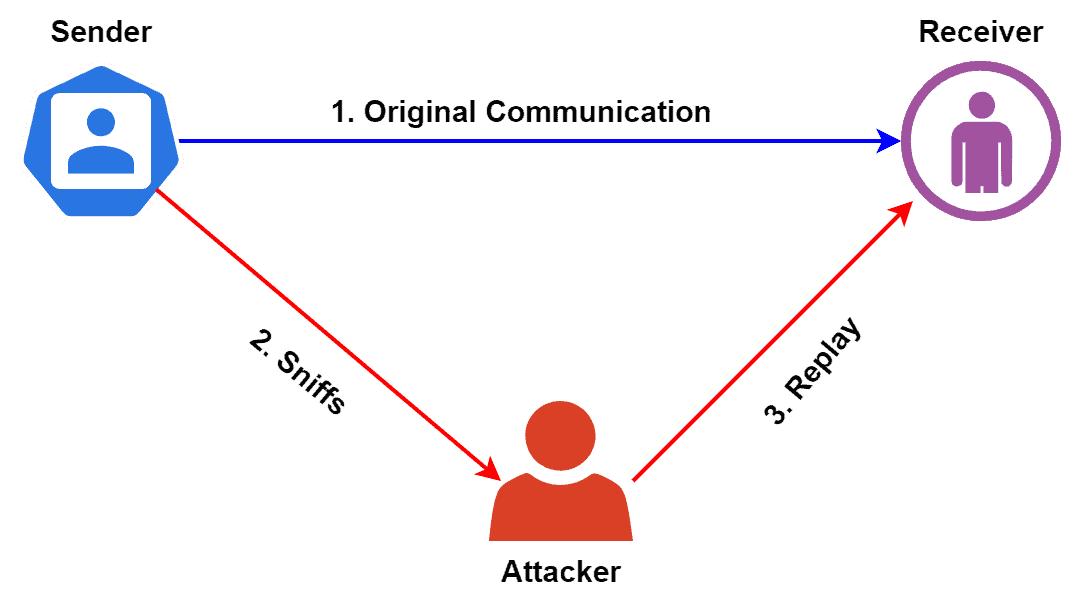 Sender
Receiver
1. Original Communication
2. Sniffs
3. Replay
Attacker